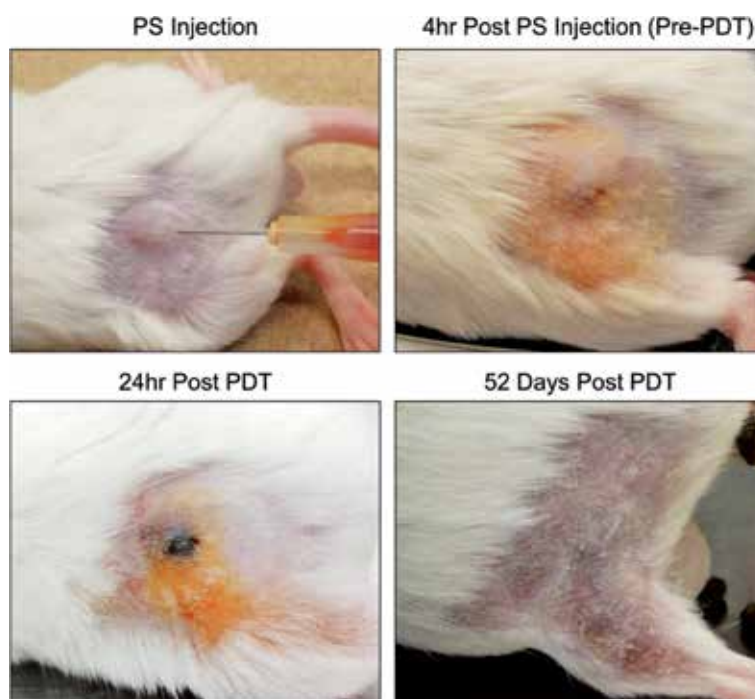 PS Injection
4hr Post PS Injection (Pre-PDT)
24hr Post PDT
52 Days Post PDT